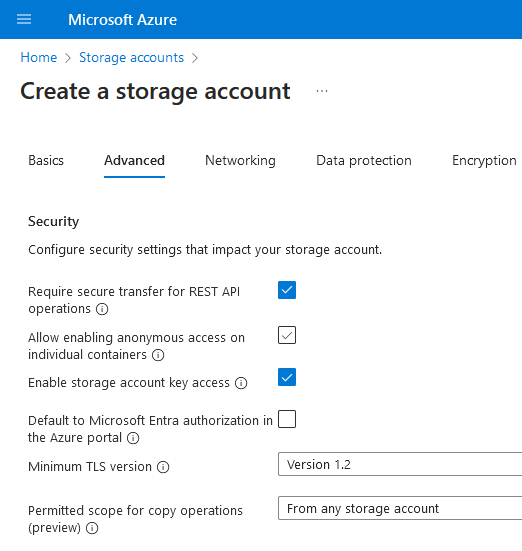 Microsoft Azure
Home > Storage accounts >
Create a storage account ...
Basics Advanced Networking Data protection Encryption
Security
Configure security settings that impact your storage account.
Require secure transfer for REST API
operations
Allow enabling anonymous access on
individual containers
Enable storage account key access
Default to Microsoft Entra authorization in
the Azure portal
Minimum TLS version
Version 1.2
Permitted scope for copy operations
(preview)
From any storage account